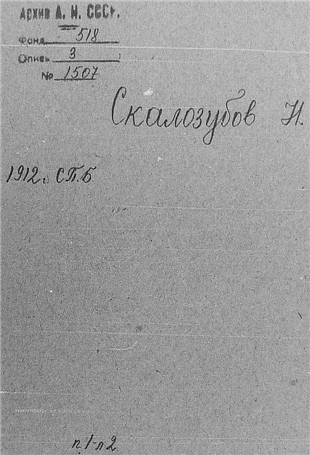 Архив А. Н. СССР.
Фонд 518
Опись 3
№ 1507
Скалозубов Н.
1912. С.П.Б.
л. 1-л 2